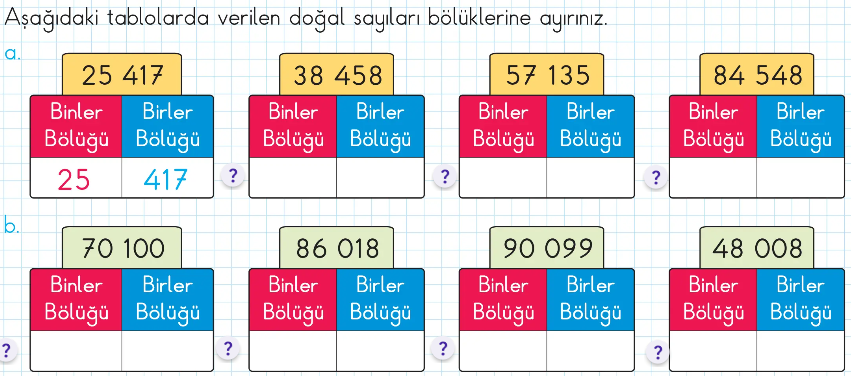 Aşağıdaki tablolarda verilen doğal sayıları bölüklerine ayırınız.
a.
25 417 38 458 57 135 84 548
Binler Birler Binler Birler Binler Birler Binler Birler
Bölüğü Bölüğü Bölüğü Bölüğü Bölüğü Bölüğü Bölüğü Bölüğü
25 417 ? ? ?
b.
70 100 86 018 90 099 48 008
Binler Birler Binler Birler Binler Birler Binler Birler
Bölüğü Bölüğü Bölüğü Bölüğü Bölüğü Bölüğü Bölüğü Bölüğü
? ? ? ?